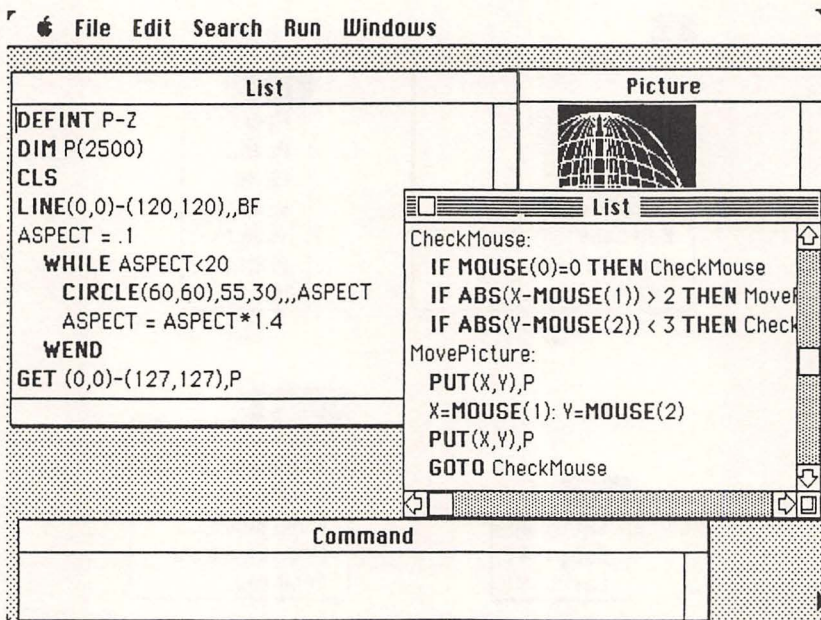 File Edit Search Run Windows
List
DEFINT P-Z
DIM P(2500)
CLS
LINE(0,0)-(120,120),,BF
ASPECT = .1
WHILE ASPECT<20
CIRCLE(60,60),55,30,,,ASPECT
ASPECT = ASPECT*1.4
WEND
GET (0,0)-(127,127),P
Picture
List
CheckMouse:
IF MOUSE(0)=0 THEN CheckMouse
IF ABS(X-MOUSE(1)) > 2 THEN Move
IF ABS(Y-MOUSE(2)) < 3 THEN Check
MovePicture:
PUT(X,Y),P
X=MOUSE(1): Y=MOUSE(2)
PUT(X,Y),P
GOTO CheckMouse
Command